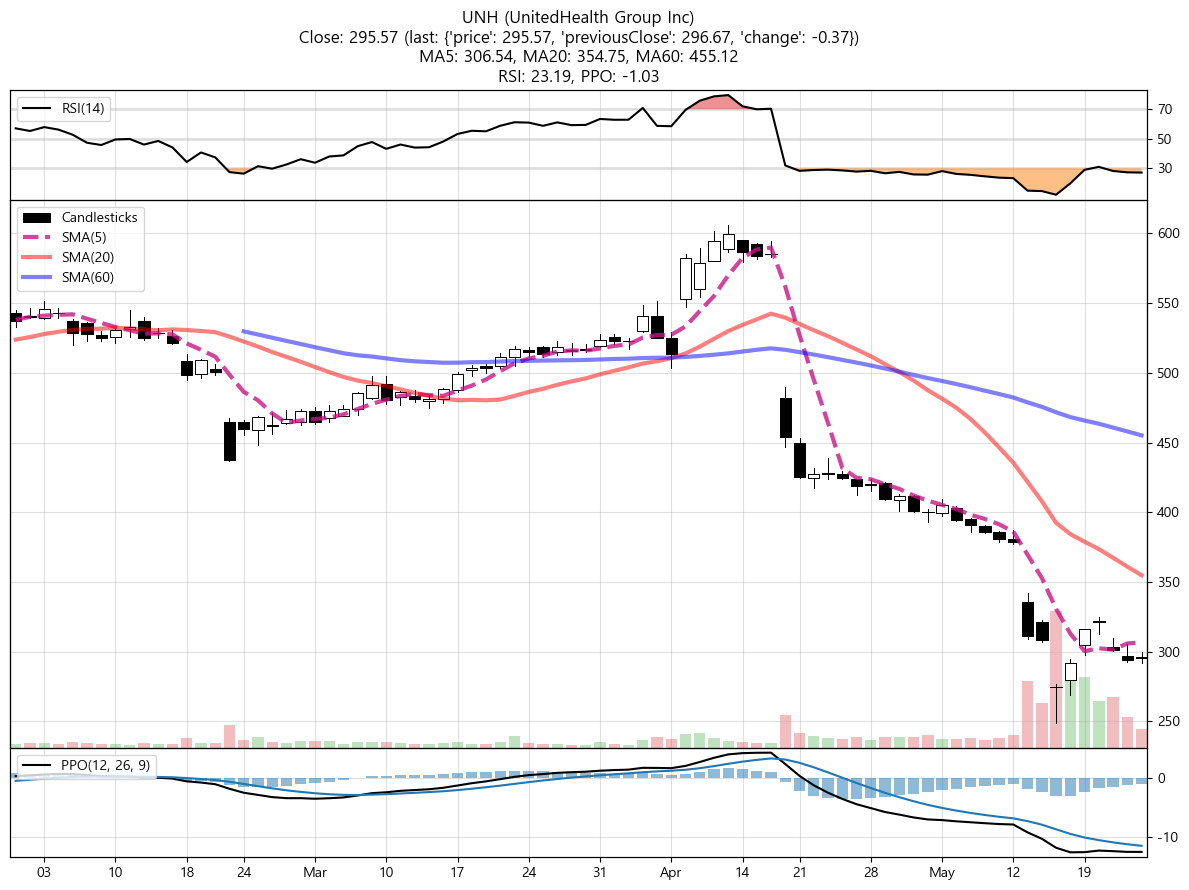 UNH (UnitedHealth Group Inc)
Close: 295.57 (last: {'price': 295.57, 'previousClose': 296.67, 'change': -0.37})
MA5: 306.54, MA20: 354.75, MA60: 455.12
RSI: 23.19, PPO: -1.03
RSI(14)
70
50
30
Candlesticks
SMA(5)
SMA(20)
SMA(60)
600
550
500
450
400
350
300
250
PPO(12, 26, 9)
0
-10
03 10 18 24 Mar 10 17 24 31 Apr 14 21 28 May 12 19